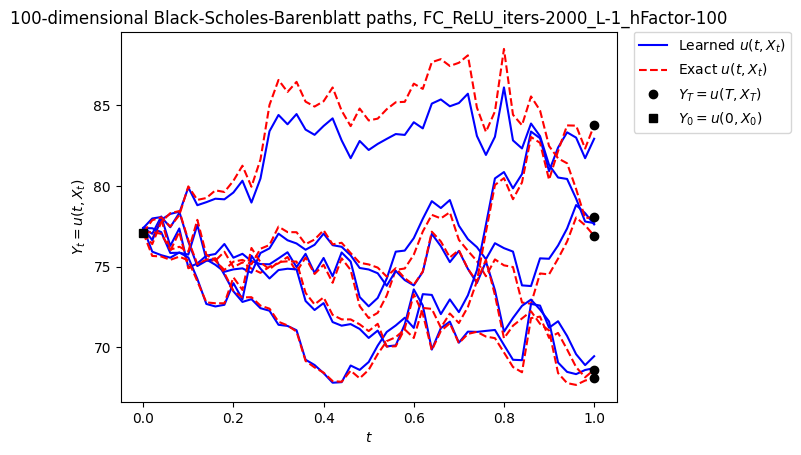 100-dimensional Black-Scholes-Barenblatt paths, FC_ReLU_iters-2000_L-1_hFactor-100
Learned u(t, X_t)
Exact u(t, X_t)
Y_T = u(T, X_T)
Y_0 = u(0, X_0)
Y_t = u(t, X_t)
85
80
75
70
0.0 0.2 0.4 0.6 0.8 1.0
t